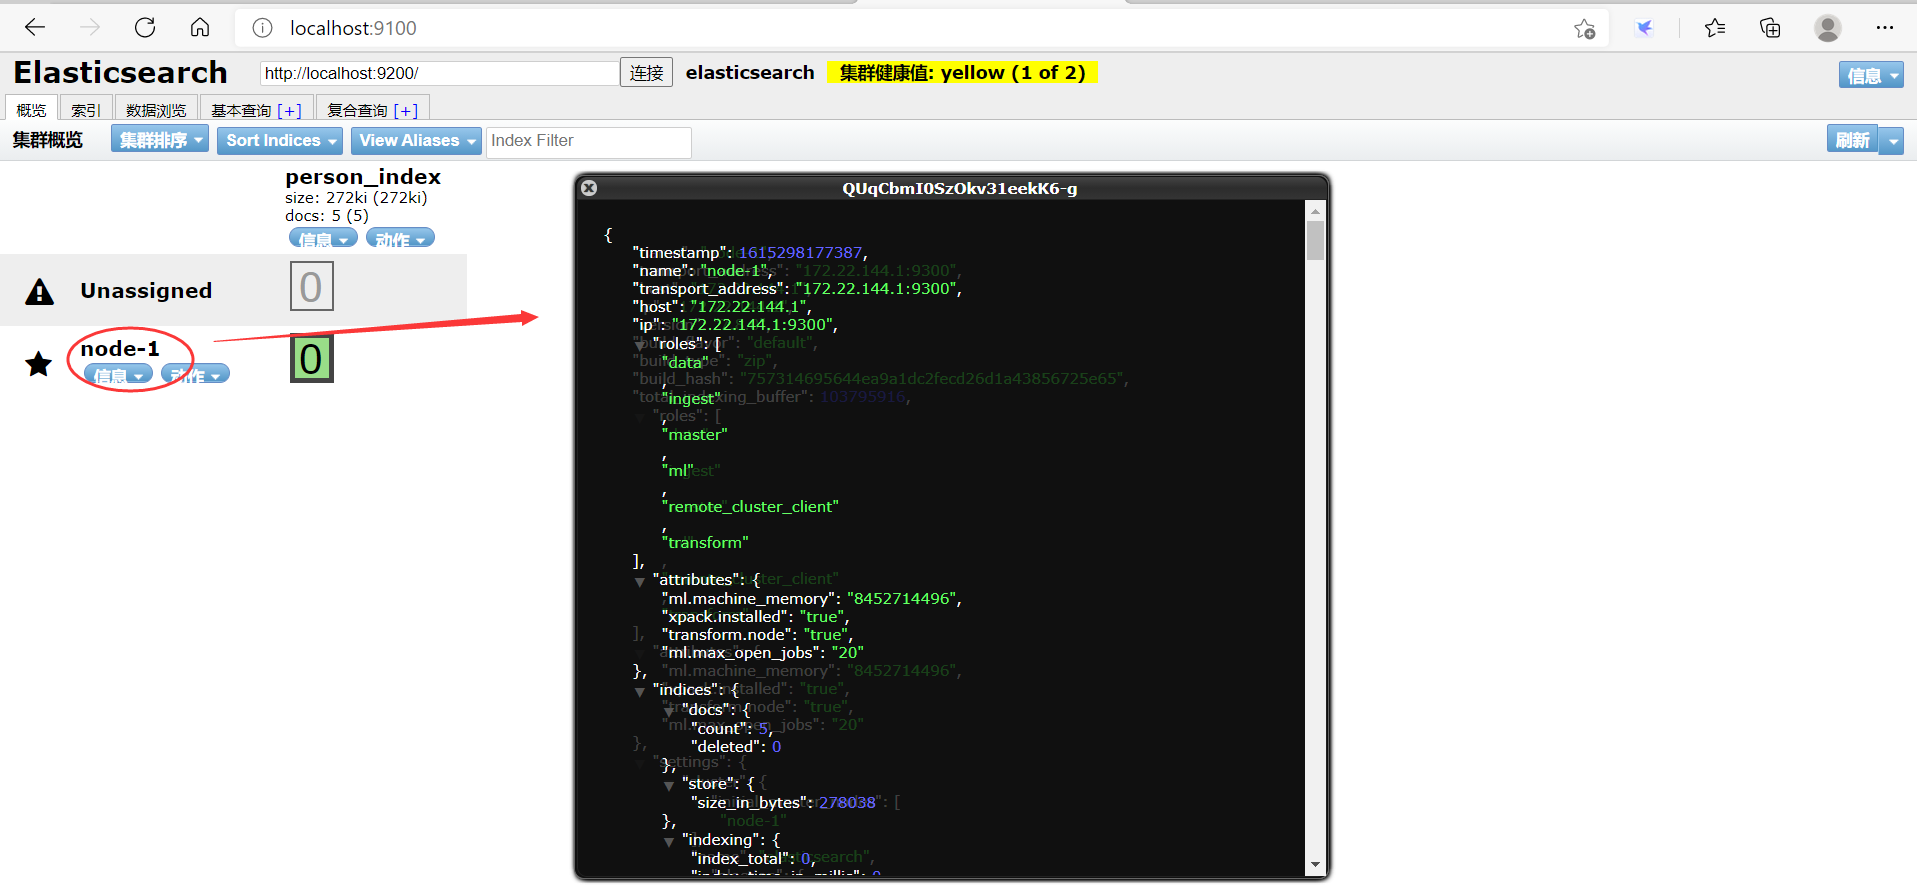 localhost:9100
Elasticsearch http://localhost:9200/ 连接 elasticsearch 集群健康值: yellow (1 of 2) 信息
概览 索引 数据浏览 基本查询 [+] 复合查询 [+]
集群概览 集群排序 Sort Indices View Aliases Index Filter 刷新
person_index
size: 272ki (272ki)
docs: 5 (5)
信息 动作
Unassigned 0
node-1 0
信息 动作
QUqCbmI0SzOkv31eekK6-g
{
"timestamp": 1615298177387,
"name": "node-1",
"transport_address": "172.22.144.1:9300",
"host": "172.22.144.1",
"ip": "172.22.144.1:9300",
"roles": [
"data"
,
"ingest"
,
"master"
,
"ml"
,
"remote_cluster_client"
,
"transform"
],
"attributes": {
"ml.machine_memory": "8452714496",
"xpack.installed": "true",
"transform.node": "true",
"ml.max_open_jobs": "20"
},
"indices": {
"docs": {
"count": 5,
"deleted": 0
},
"store": {
"size_in_bytes": 278038
},
"indexing": {
"index_total": 0,
"index_time_in_millis": 0